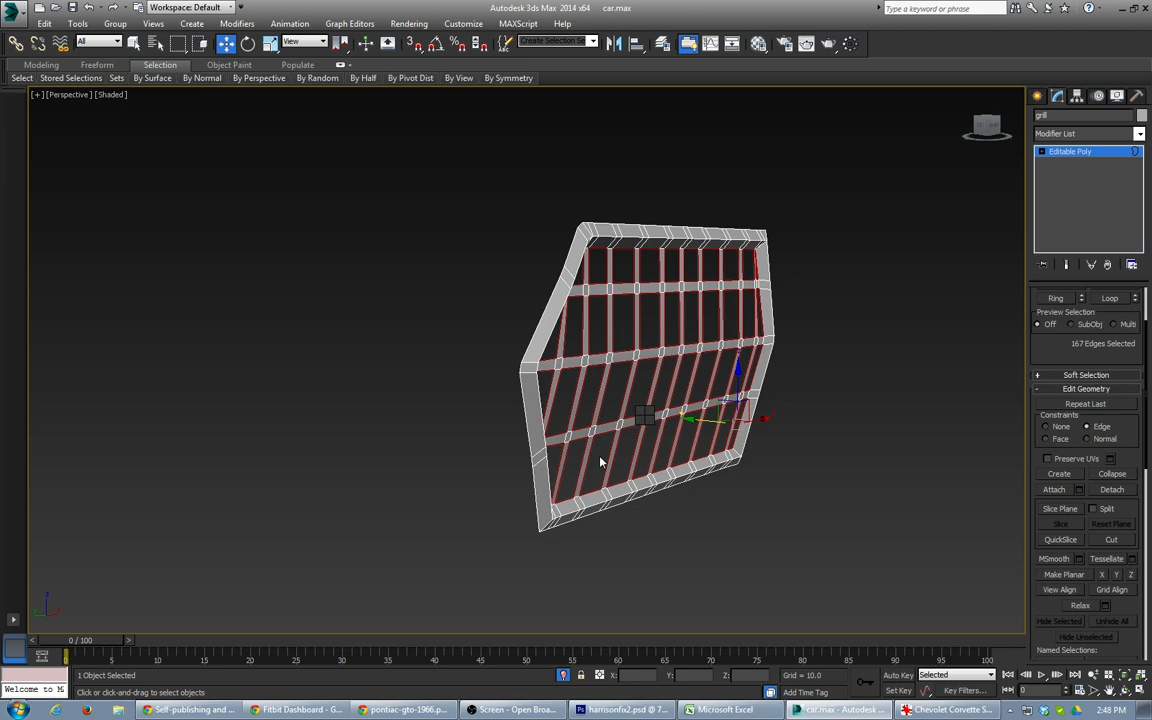 Workspace: Default
Autodesk 3ds Max 2014 x64
car.max
Type a keyword or phrase
Edit Tools Group Views Create Modifiers Animation Graph Editors Rendering Customize MAXScript Help
All View Create Selection Se
Modeling Freeform Selection Object Paint Populate
Select Stored Selections Sets By Surface By Normal By Perspective By Random By Half By Pivot Dist By View By Symmetry
[+] [Perspective] [Shaded]
grill
Modifier List
Editable Poly
Ring Loop
Preview Selection
Off SubObj Multi
167 Edges Selected
+ Soft Selection
- Edit Geometry
Repeat Last
Constraints
None Edge
Face Normal
Preserve UVs
Create Collapse
Attach Detach
Slice Plane Split
Slice Reset Plane
QuickSlice Cut
MSmooth Tessellate
Make Planar X Y Z
View Align Grid Align
Relax
Hide Selected Unhide All
Hide Unselected
Named Selections:
0 / 100
0 5 10 15 20 25 30 35 40 45 50 55 60 65 70 75 80 85 90 95 100
1 Object Selected
X: Y: Z: Grid = 10.0
Auto Key Selected
Welcome to M
Click or click-and-drag to select objects
Add Time Tag
Set Key Key Filters...
0
Self-publishing and ...
Fitbit Dashboard - G...
pontiac-gto-1966.p...
Screen - Open Broa...
harrisonfix2.psd @ 7...
Microsoft Excel
car.max - Autodesk ...
Chevrolet Corvette S...
2:48 PM